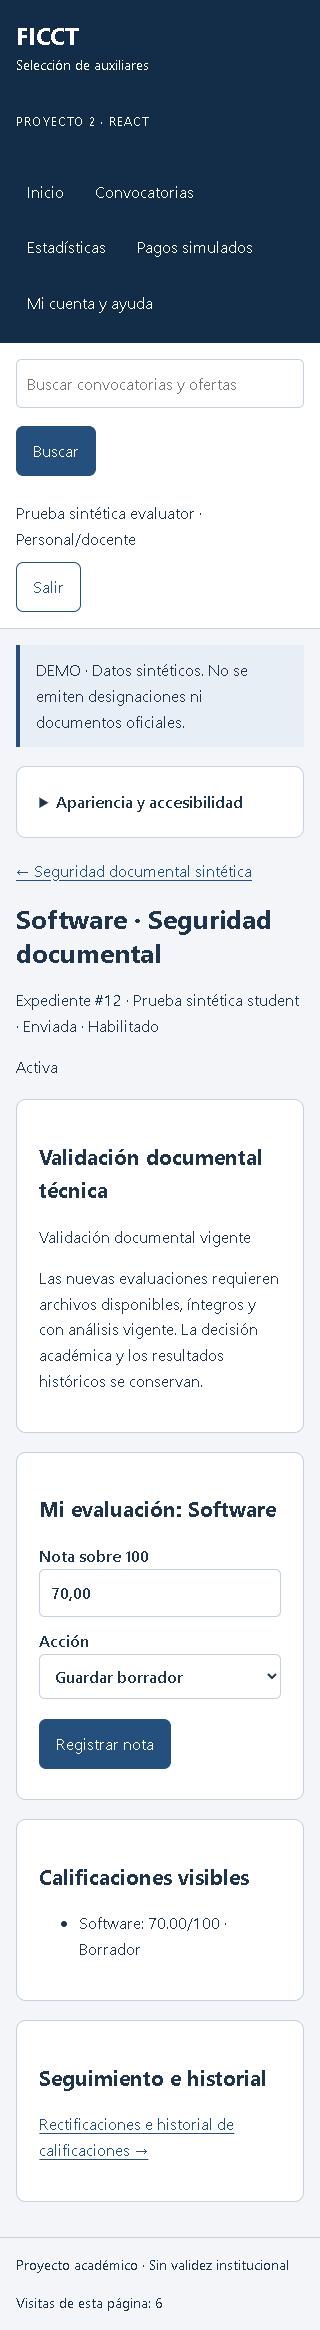 FICCT
Selección de auxiliares
PROYECTO 2 · REACT
Inicio Convocatorias
Estadísticas Pagos simulados
Mi cuenta y ayuda
Buscar convocatorias y ofertas
Buscar
Prueba sintética evaluator ·
Personal/docente
Salir
DEMO · Datos sintéticos. No se
emiten designaciones ni
documentos oficiales.
▶ Apariencia y accesibilidad
← Seguridad documental sintética
Software · Seguridad
documental
Expediente #12 · Prueba sintética student
· Enviada · Habilitado
Activa
Validación documental
técnica
Validación documental vigente
Las nuevas evaluaciones requieren
archivos disponibles, íntegros y
con análisis vigente. La decisión
académica y los resultados
históricos se conservan.
Mi evaluación: Software
Nota sobre 100
70,00
Acción
Guardar borrador
Registrar nota
Calificaciones visibles
• Software: 70.00/100 ·
Borrador
Seguimiento e historial
Rectificaciones e historial de
calificaciones →
Proyecto académico · Sin validez institucional
Visitas de esta página: 6